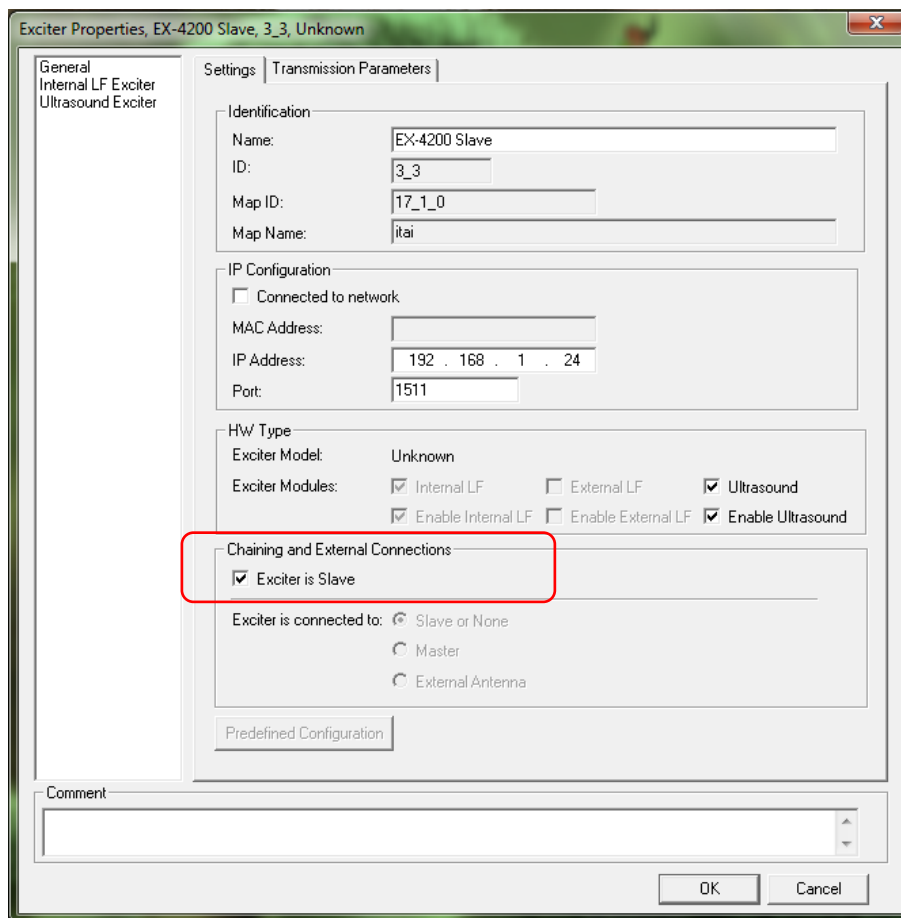 Exciter Properties, EX-4200 Slave, 3_3, Unknown
General
Internal LF Exciter
Ultrasound Exciter
Settings
Transmission Parameters
Identification
Name: EX-4200 Slave
ID: 3_3
Map ID: 17_1_0
Map Name: itai
IP Configuration
Connected to network
MAC Address:
IP Address: 192 . 168 . 1 . 24
Port: 1511
HW Type
Exciter Model: Unknown
Exciter Modules: Internal LF External LF Ultrasound
Enable Internal LF Enable External LF Enable Ultrasound
Chaining and External Connections
Exciter is Slave
Exciter is connected to: Slave or None
Master
External Antenna
Predefined Configuration
Comment
OK Cancel